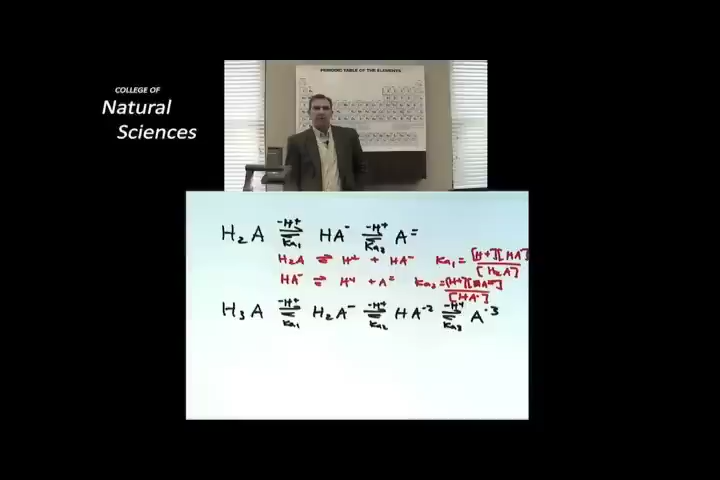 PERIODIC TABLE OF THE ELEMENTS
COLLEGE OF
Natural
Sciences
H₂A ⇌ HA⁻ ⇌ A⁼
-H⁺ -H⁺
Ka₁ Ka₂
H₂A ⇌ H⁺ + HA⁻ Ka₁ = [H⁺][HA⁻] / [H₂A]
HA⁻ ⇌ H⁺ + A⁼ Ka₂ = [H⁺][A⁼] / [HA⁻]
H₃A ⇌ H₂A⁻ ⇌ HA⁻² ⇌ A⁻³
-H⁺ -H⁺ -H⁺
Ka₁ Ka₂ Ka₃